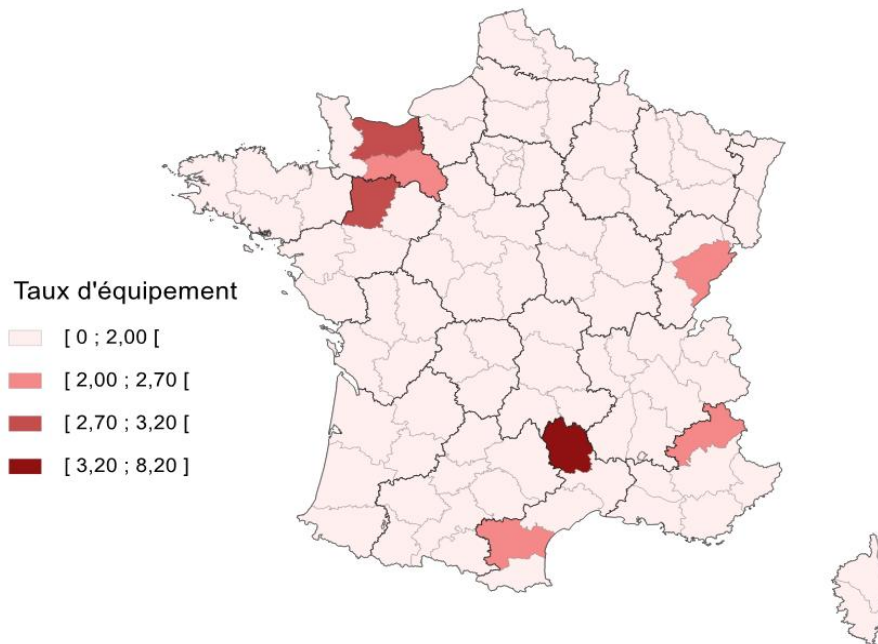 Taux d'équipement
[ 0 ; 2,00 [
[ 2,00 ; 2,70 [
[ 2,70 ; 3,20 [
[ 3,20 ; 8,20 ]